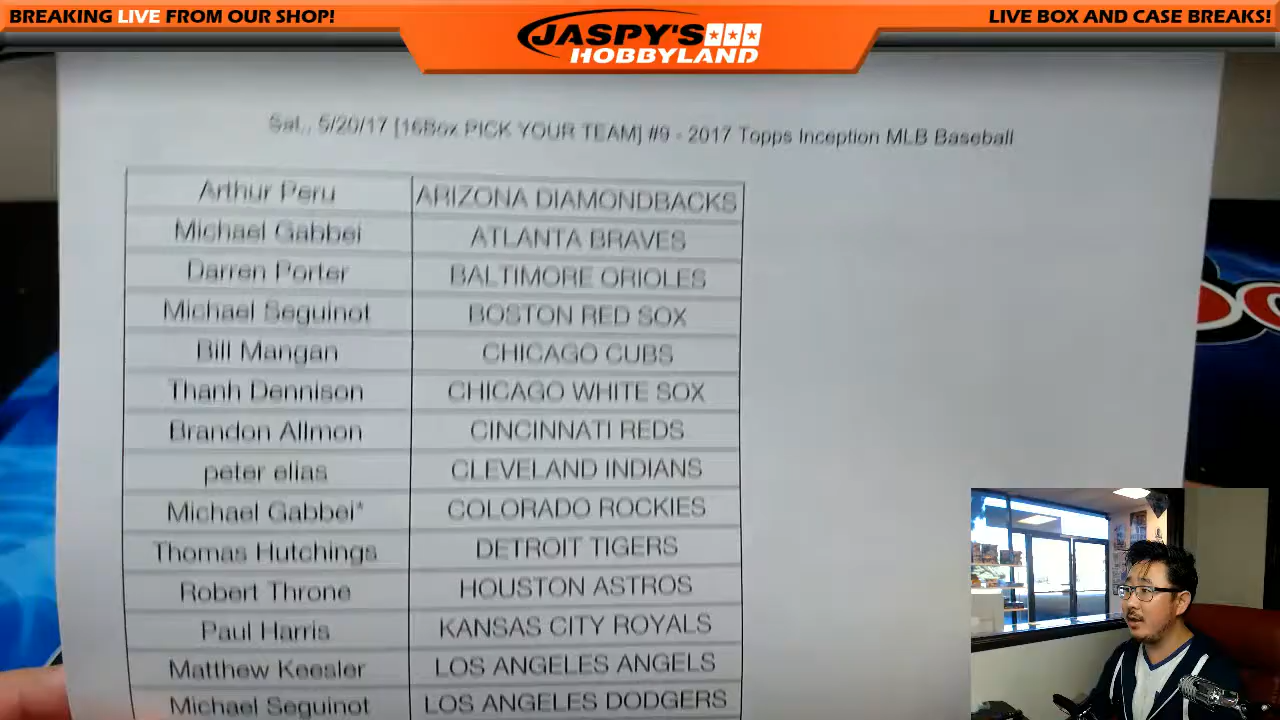 BREAKING LIVE FROM OUR SHOP!
JASPY'S
HOBBYLAND
LIVE BOX AND CASE BREAKS!
Sat., 5/20/17 [16Box PICK YOUR TEAM] #9 - 2017 Topps Inception MLB Baseball
Arthur Peru ARIZONA DIAMONDBACKS
Michael Gabbei ATLANTA BRAVES
Darren Porter BALTIMORE ORIOLES
Michael Seguinot BOSTON RED SOX
Bill Mangan CHICAGO CUBS
Thanh Dennison CHICAGO WHITE SOX
Brandon Allmon CINCINNATI REDS
peter elias CLEVELAND INDIANS
Michael Gabbei* COLORADO ROCKIES
Thomas Hutchings DETROIT TIGERS
Robert Throne HOUSTON ASTROS
Paul Harris KANSAS CITY ROYALS
Matthew Keesler LOS ANGELES ANGELS
Michael Seguinot LOS ANGELES DODGERS